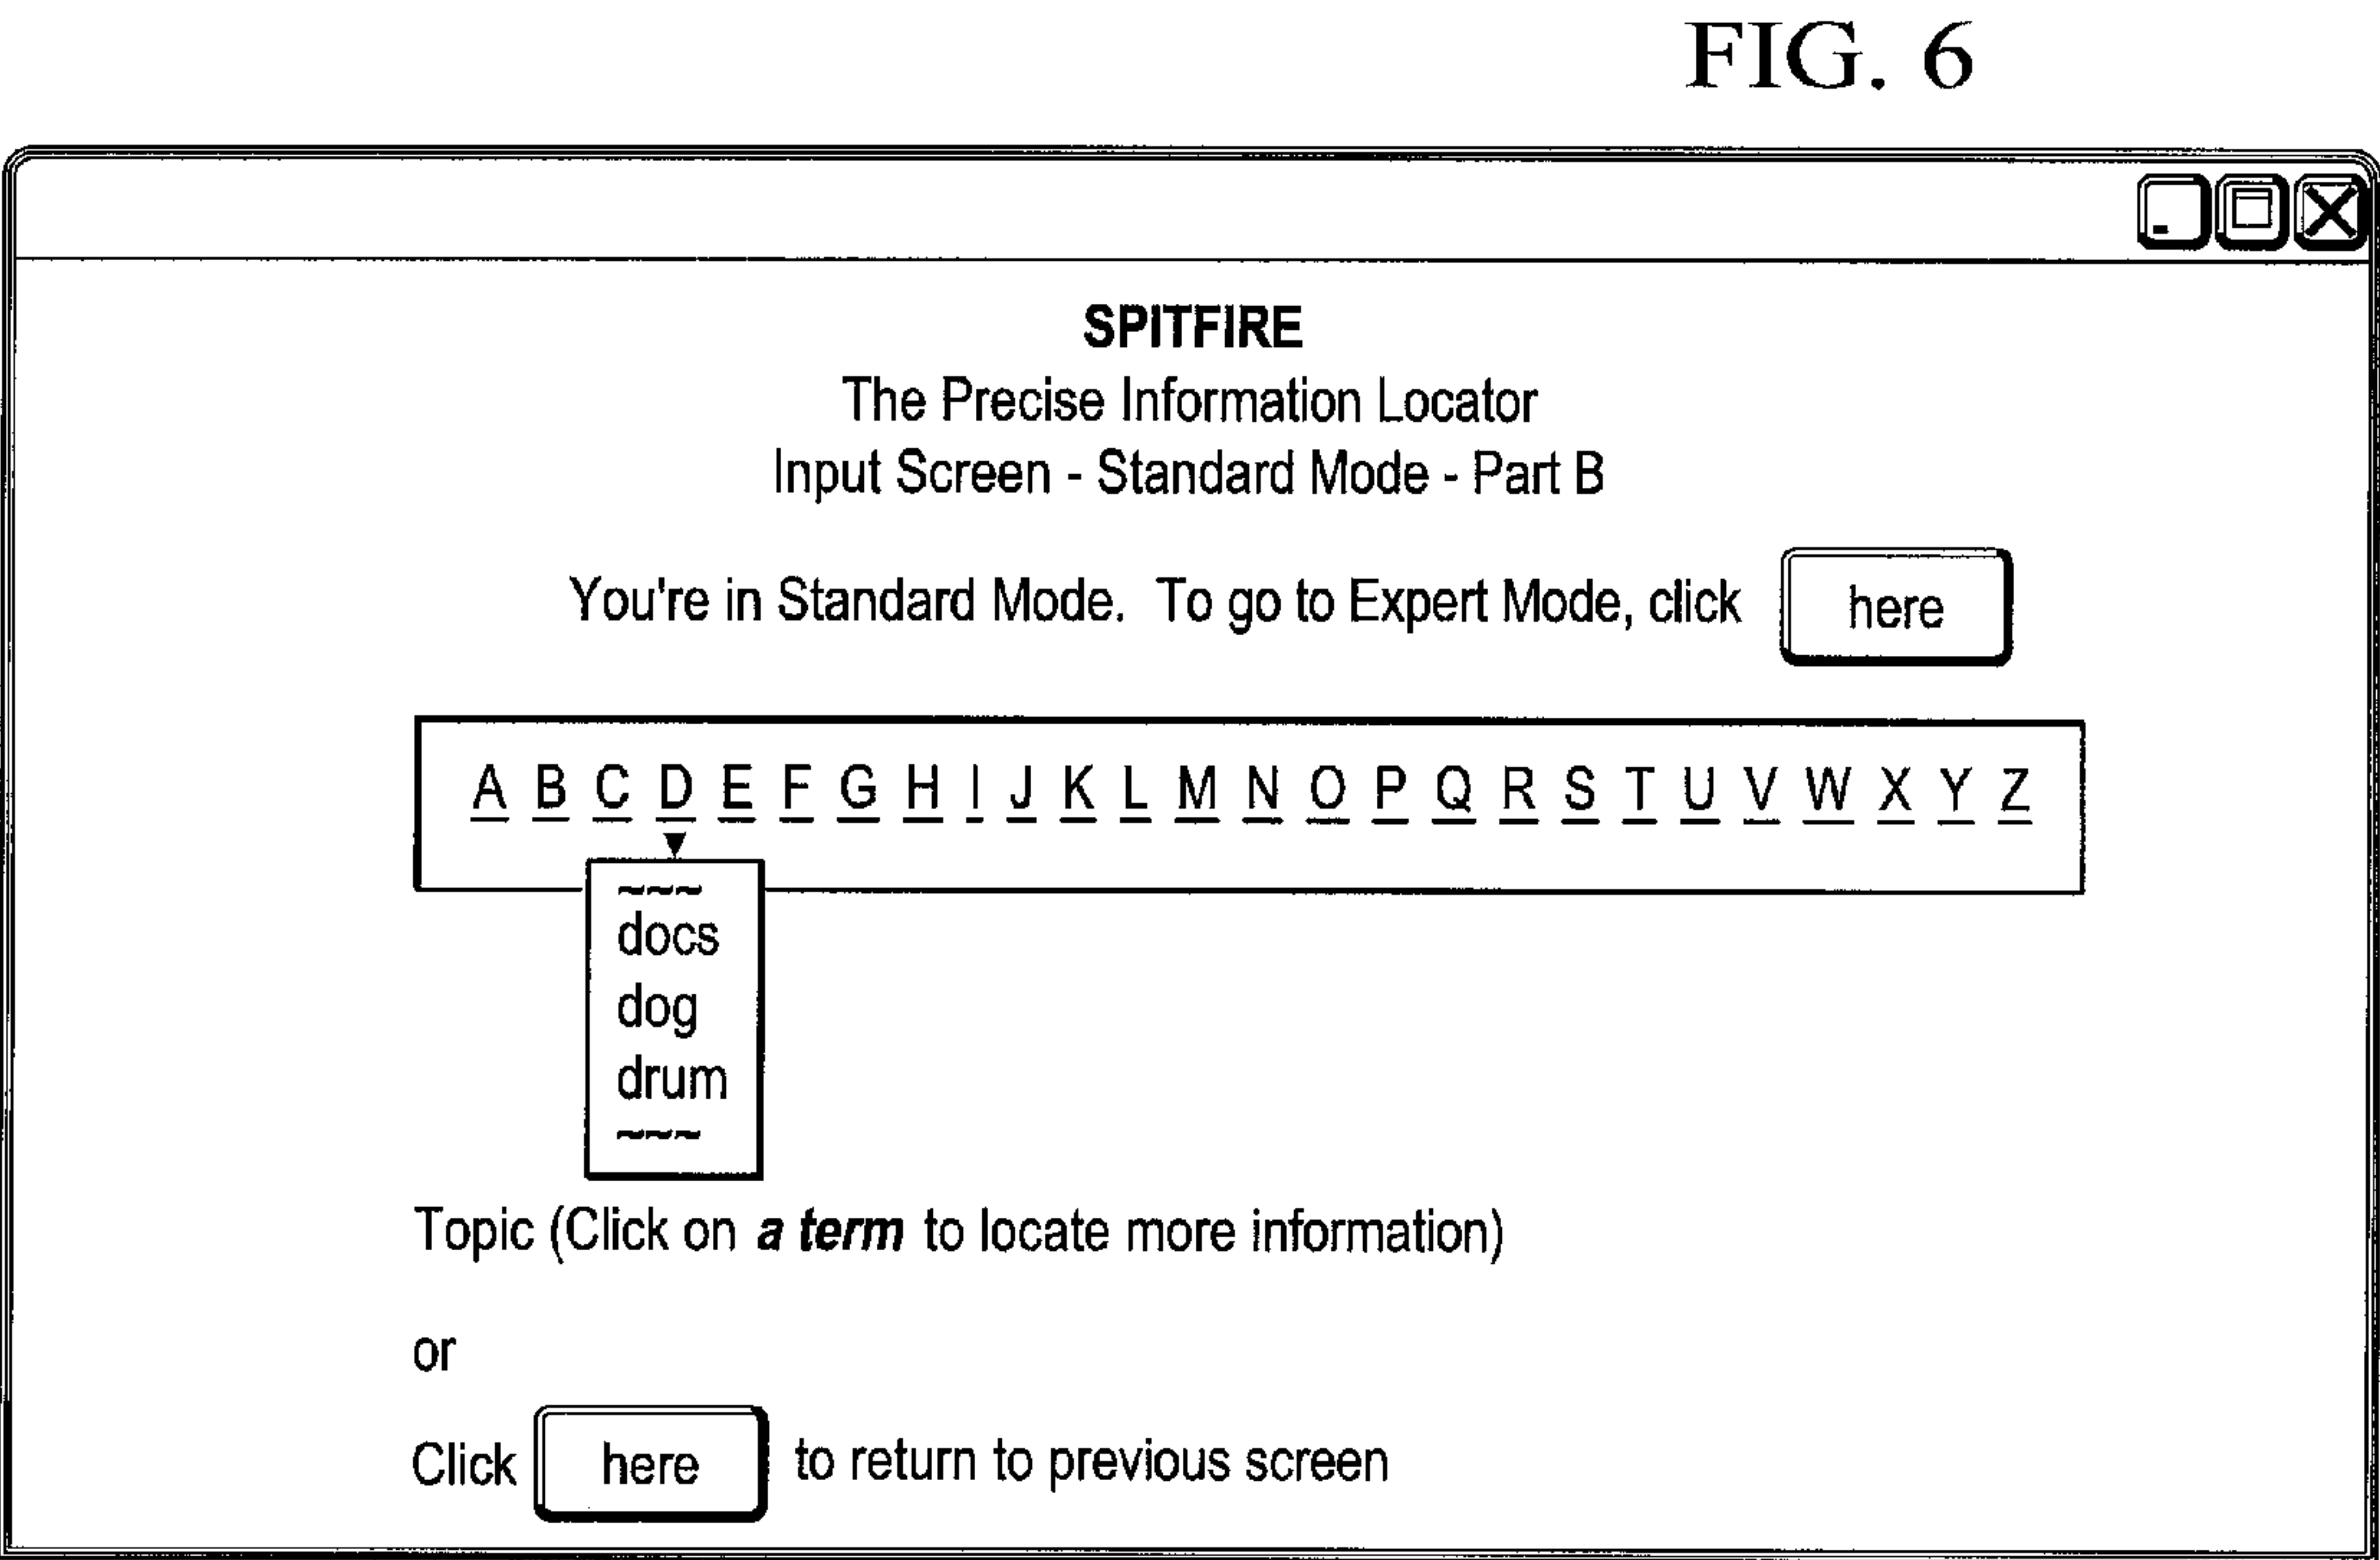 FIG. 6
SPITFIRE
The Precise Information Locator
Input Screen - Standard Mode - Part B
You're in Standard Mode. To go to Expert Mode, click here
A B C D E F G H I J K L M N O P Q R S T U V W X Y Z
~~~
docs
dog
drum
~~~
Topic (Click on a term to locate more information)
or
Click here to return to previous screen